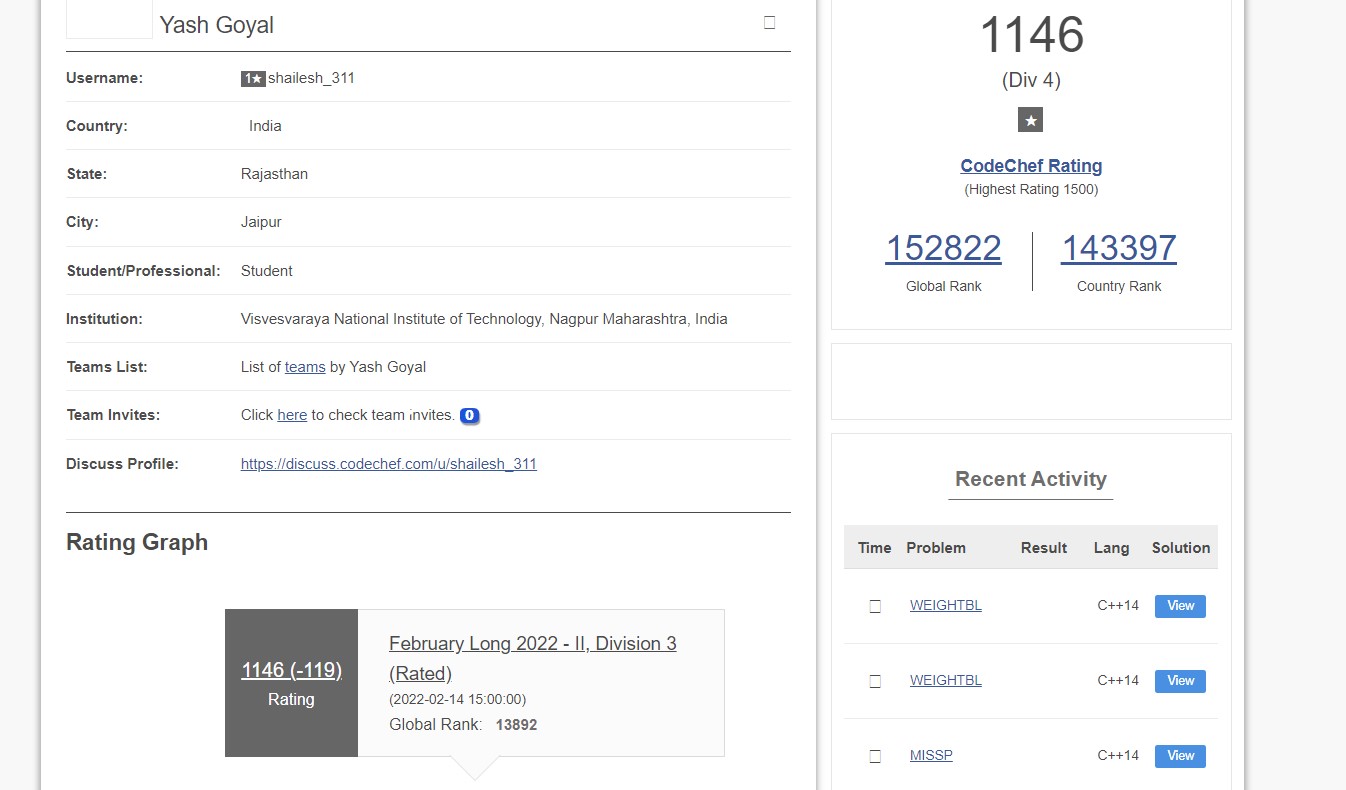 Yash Goyal
Username: 1★ shailesh_311
Country: India
State: Rajasthan
City: Jaipur
Student/Professional: Student
Institution: Visvesvaraya National Institute of Technology, Nagpur Maharashtra, India
Teams List: List of teams by Yash Goyal
Team Invites: Click here to check team invites. 0
Discuss Profile: https://discuss.codechef.com/u/shailesh_311
Rating Graph
1146 (-119)
Rating
February Long 2022 - II, Division 3
(Rated)
(2022-02-14 15:00:00)
Global Rank: 13892
1146
(Div 4)
★
CodeChef Rating
(Highest Rating 1500)
152822 143397
Global Rank Country Rank
Recent Activity
Time Problem Result Lang Solution
WEIGHTBL C++14 View
WEIGHTBL C++14 View
MISSP C++14 View